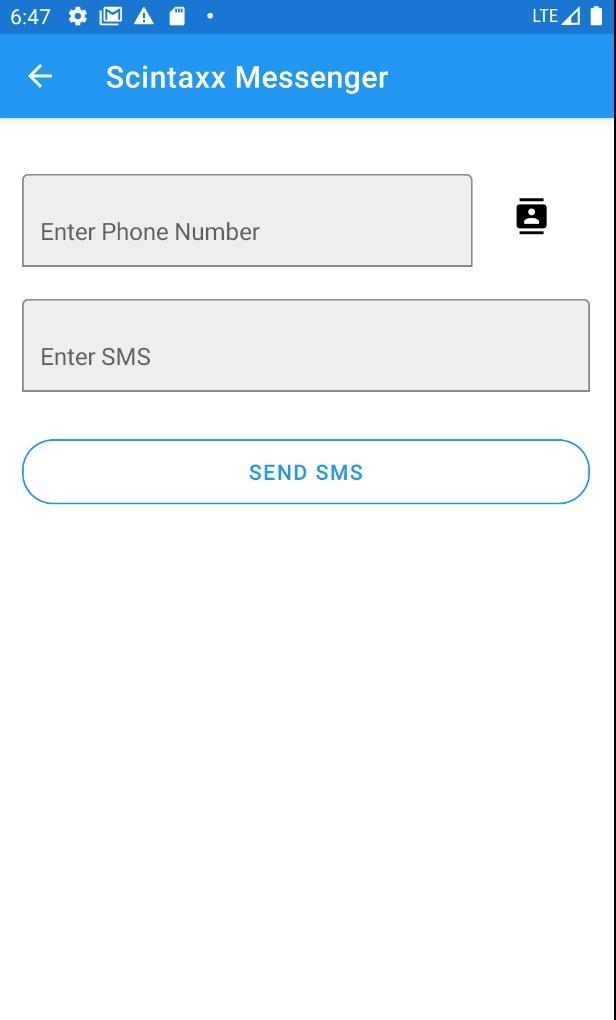 6:47 LTE
Scintaxx Messenger
Enter Phone Number
Enter SMS
SEND SMS